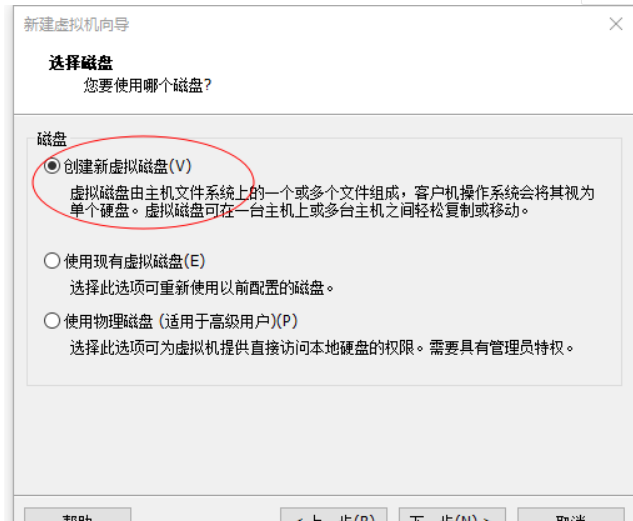 新建虚拟机向导
选择磁盘
您要使用哪个磁盘?
磁盘
创建新虚拟磁盘(V)
虚拟磁盘由主机文件系统上的一个或多个文件组成，客户机操作系统会将其视为
单个硬盘。虚拟磁盘可在一台主机上或多台主机之间轻松复制或移动。
使用现有虚拟磁盘(E)
选择此选项可重新使用以前配置的磁盘。
使用物理磁盘 (适用于高级用户)(P)
选择此选项可为虚拟机提供直接访问本地硬盘的权限。需要具有管理员特权。
帮助
< 上一步(B)
下一步(N) >
取消